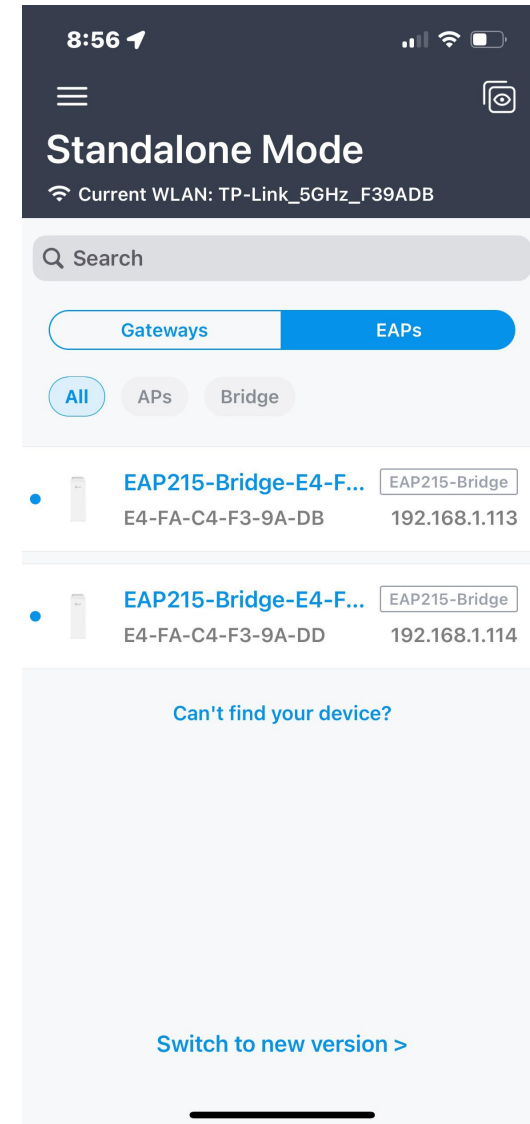 8:56
Standalone Mode
Current WLAN: TP-Link_5GHz_F39ADB
Search
Gateways EAPs
All APs Bridge
EAP215-Bridge-E4-F... EAP215-Bridge
E4-FA-C4-F3-9A-DB 192.168.1.113
EAP215-Bridge-E4-F... EAP215-Bridge
E4-FA-C4-F3-9A-DD 192.168.1.114
Can't find your device?
Switch to new version >